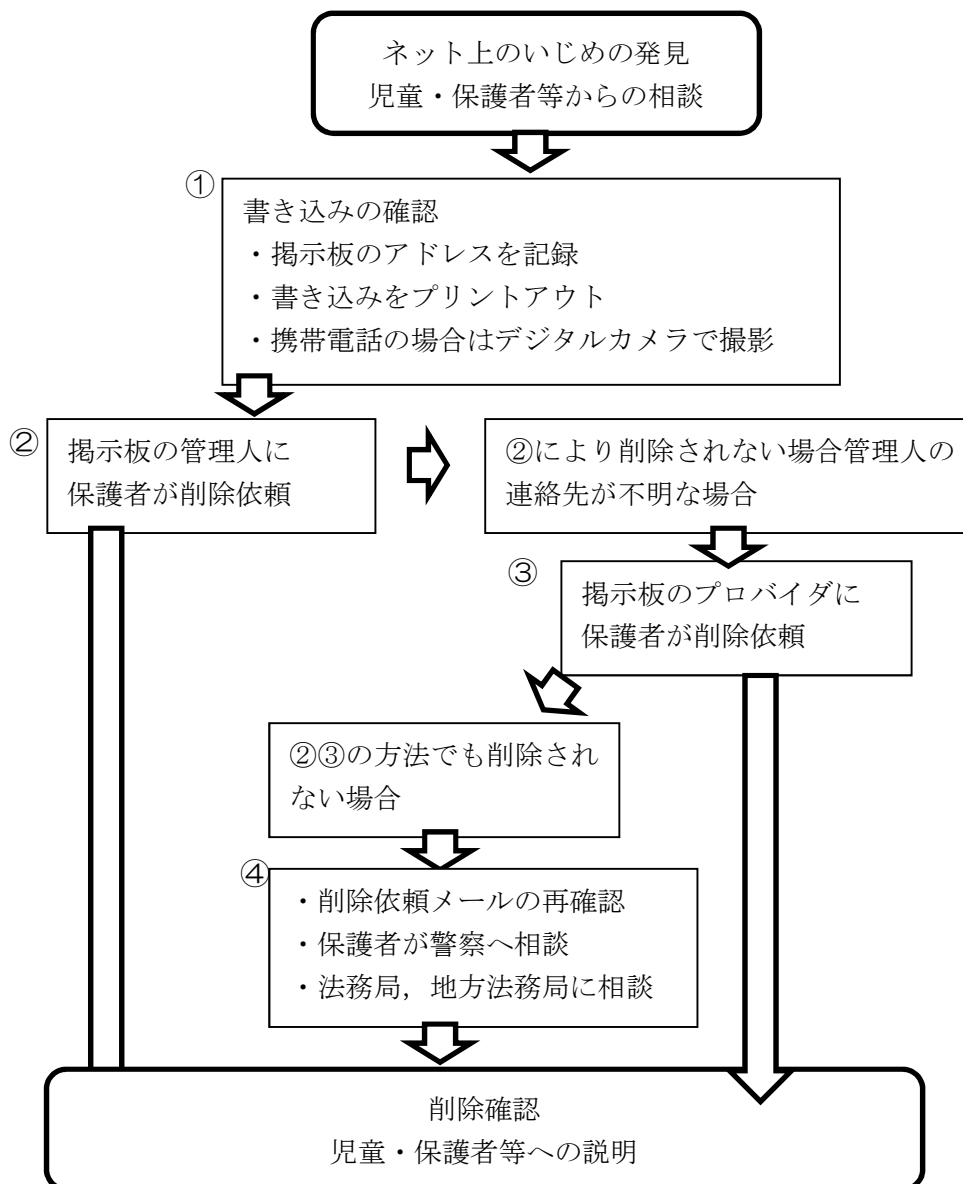 ネット上のいじめの発見
児童・保護者等からの相談
①
書き込みの確認
・掲示板のアドレスを記録
・書き込みをプリントアウト
・携帯電話の場合はデジタルカメラで撮影
②
掲示板の管理人に
保護者が削除依頼
②により削除されない場合管理人の
連絡先が不明な場合
③
掲示板のプロバイダに
保護者が削除依頼
②③の方法でも削除され
ない場合
④
・削除依頼メールの再確認
・保護者が警察へ相談
・法務局，地方法務局に相談
削除確認
児童・保護者等への説明